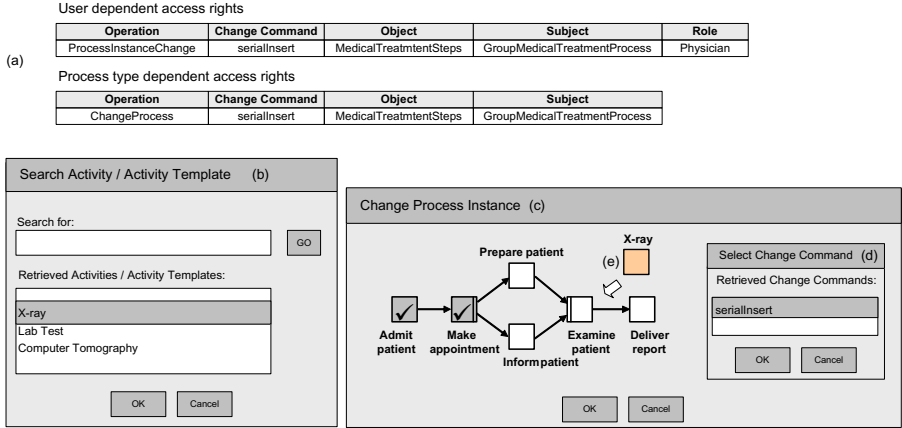 User dependent access rights
Operation Change Command Object Subject Role
ProcessInstanceChange serialInsert MedicalTreatmtentSteps GroupMedicalTreatmentProcess Physician
(a)
Process type dependent access rights
Operation Change Command Object Subject
ChangeProcess serialInsert MedicalTreatmtentSteps GroupMedicalTreatmentProcess
Search Activity / Activity Template (b)
Search for:
GO
Retrieved Activities / Activity Templates:
X-ray
Lab Test
Computer Tomography
OK Cancel
Change Process Instance (c)
X-ray
Prepare patient
(e)
Admit patient
Make appointment
Inform patient
Examine patient
Deliver report
Select Change Command (d)
Retrieved Change Commands:
serialInsert
OK Cancel
OK Cancel